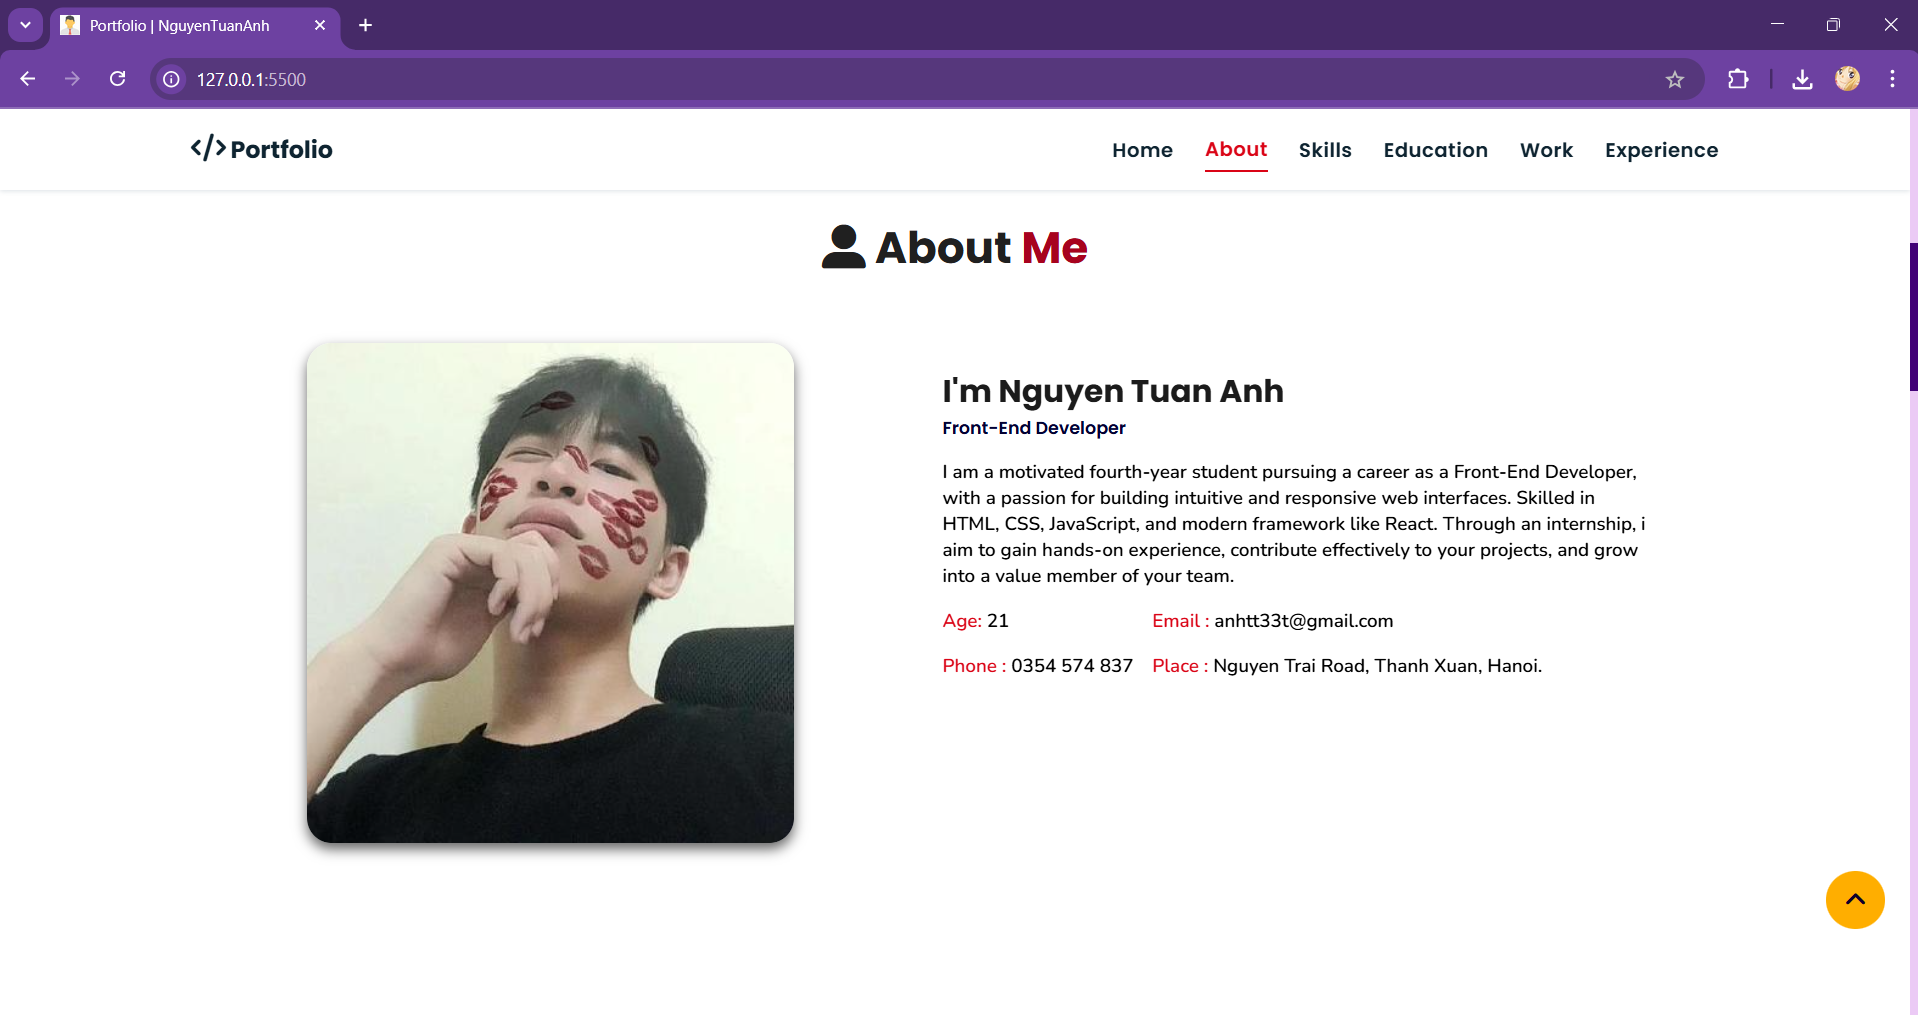 Portfolio | NguyenTuanAnh
127.0.0.1:5500
</> Portfolio
Home About Skills Education Work Experience
About Me
I'm Nguyen Tuan Anh
Front-End Developer
I am a motivated fourth-year student pursuing a career as a Front-End Developer,
with a passion for building intuitive and responsive web interfaces. Skilled in
HTML, CSS, JavaScript, and modern framework like React. Through an internship, i
aim to gain hands-on experience, contribute effectively to your projects, and grow
into a value member of your team.
Age: 21 Email : anhtt33t@gmail.com
Phone : 0354 574 837 Place : Nguyen Trai Road, Thanh Xuan, Hanoi.